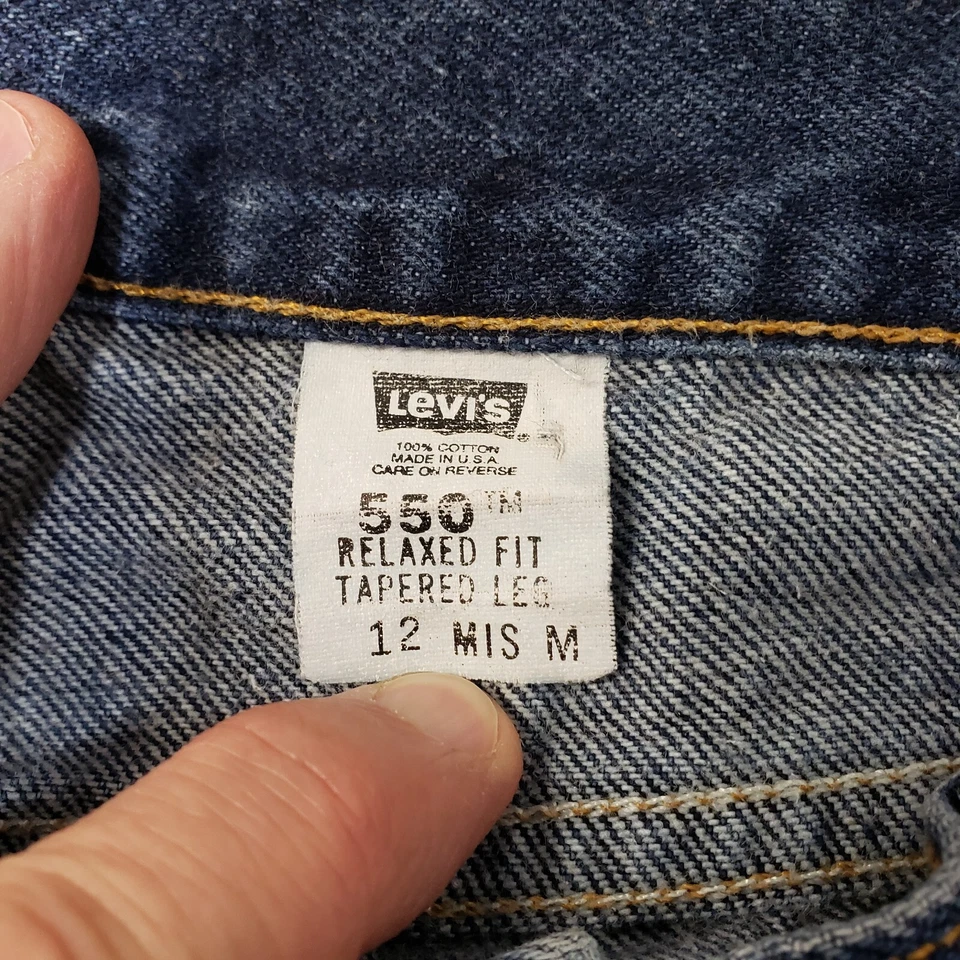 LEVI'S
100% COTTON
MADE IN U.S.A
CARE ON REVERSE
550™
RELAXED FIT
TAPERED LEG
12 MIS M